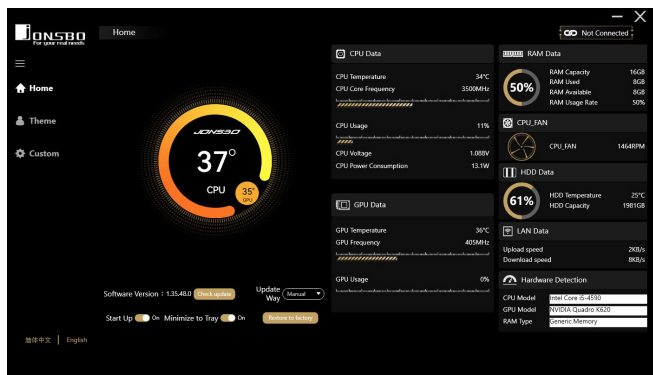 JONSBO
For your real needs
Home
Not Connected
Home
Theme
Custom
JONSBO
37°
CPU
35°
GPU
Software Version：1.35.48.0
Check update
Update Way
Manual
Start Up
On
Minimize to Tray
On
Restore to factory
简体中文 | English
CPU Data
CPU Temperature 34°C
CPU Core Frequency 3500MHz
CPU Usage 11%
CPU Voltage 1.088V
CPU Power Consumption 13.1W
GPU Data
GPU Temperature 36°C
GPU Frequency 405MHz
GPU Usage 0%
RAM Data
50%
RAM Capacity 16GB
RAM Used 8GB
RAM Available 8GB
RAM Usage Rate 50%
CPU_FAN
CPU_FAN 1464RPM
HDD Data
61%
HDD Temperature 25°C
HDD Capacity 1981GB
LAN Data
Upload speed 2KB/s
Download speed 8KB/s
Hardware Detection
CPU Model Intel Core i5-4590
GPU Model NVIDIA Quadro K620
RAM Type Generic Memory